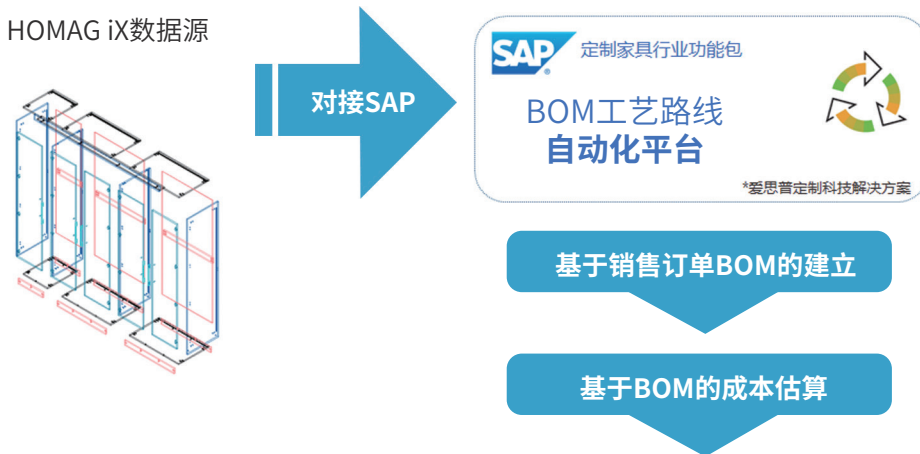 HOMAG iX数据源
对接SAP
SAP
定制家具行业功能包
BOM工艺路线
自动化平台
*爱思普定制科技解决方案
基于销售订单BOM的建立
基于BOM的成本估算